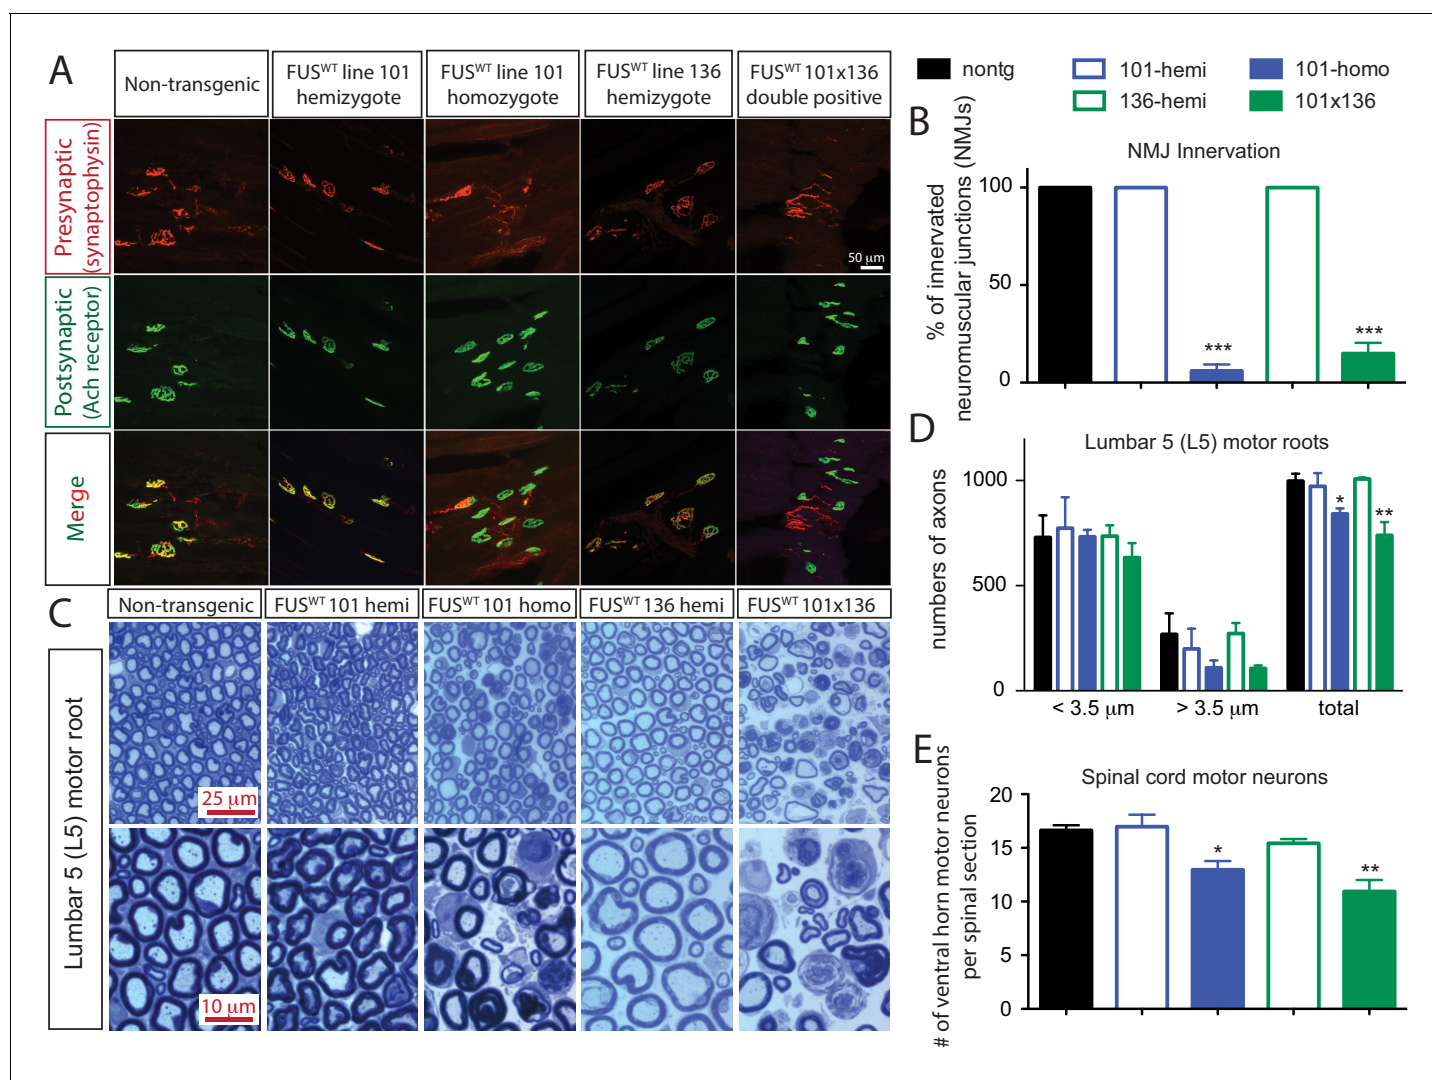 A
Non-transgenic
FUSWT line 101
hemizygote
FUSWT line 101
homozygote
FUSWT line 136
hemizygote
FUSWT 101x136
double positive
Presynaptic
(synaptophysin)
50 μm
Postsynaptic
(Ach receptor)
Merge
nontg
101-hemi
101-homo
136-hemi
101x136
B
NMJ Innervation
% of innervated
neuromuscular junctions (NMJs)
100
50
0
***
***
C
Non-transgenic
FUSWT 101 hemi
FUSWT 101 homo
FUSWT 136 hemi
FUSWT 101x136
Lumbar 5 (L5) motor root
25 μm
10 μm
D
Lumbar 5 (L5) motor roots
numbers of axons
1000
500
0
*
**
< 3.5 μm
> 3.5 μm
total
E
Spinal cord motor neurons
# of ventral horn motor neurons
per spinal section
20
15
10
5
0
*
**